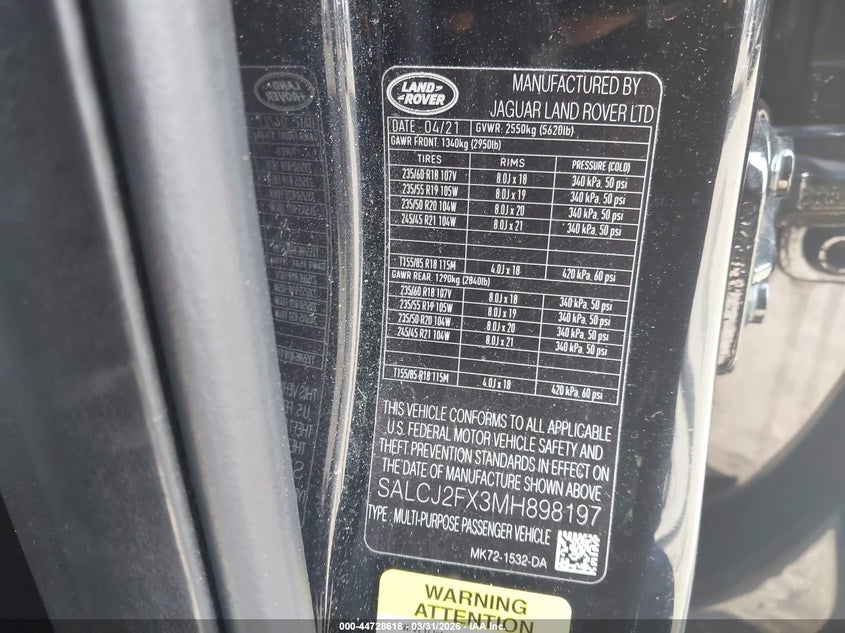 LAND-
ROVER
MANUFACTURED BY
JAGUAR LAND ROVER LTD
DATE: 04/21 GVWR: 2550kg (5620lb)
GAWR FRONT: 1340kg (2950lb)
TIRES RIMS PRESSURE (COLD)
235/60 R18 107V 8.0J x 18 340 kPa, 50 psi
235/55 R19 105W 8.0J x 19 340 kPa, 50 psi
235/50 R20 104W 8.0J x 20 340 kPa, 50 psi
245/45 R21 104W 8.0J x 21 340 kPa, 50 psi
T155/85 R18 115M 4.0J x 18 420 kPa, 60 psi
GAWR REAR: 1290kg (2840lb)
235/60 R18 107V 8.0J x 18 340 kPa, 50 psi
235/55 R19 105W 8.0J x 19 340 kPa, 50 psi
235/50 R20 104W 8.0J x 20 340 kPa, 50 psi
245/45 R21 104W 8.0J x 21 340 kPa, 50 psi
T155/85 R18 115M 4.0J x 18 420 kPa, 60 psi
THIS VEHICLE CONFORMS TO ALL APPLICABLE
U.S. FEDERAL MOTOR VEHICLE SAFETY AND
THEFT PREVENTION STANDARDS IN EFFECT ON
THE DATE OF MANUFACTURE SHOWN ABOVE
SALCJ2FX3MH898197
TYPE: MULTI-PURPOSE PASSENGER VEHICLE
MK72-1532-DA
WARNING
ATTENTION
000-44728618 - 03/31/2026 - IAA Inc.